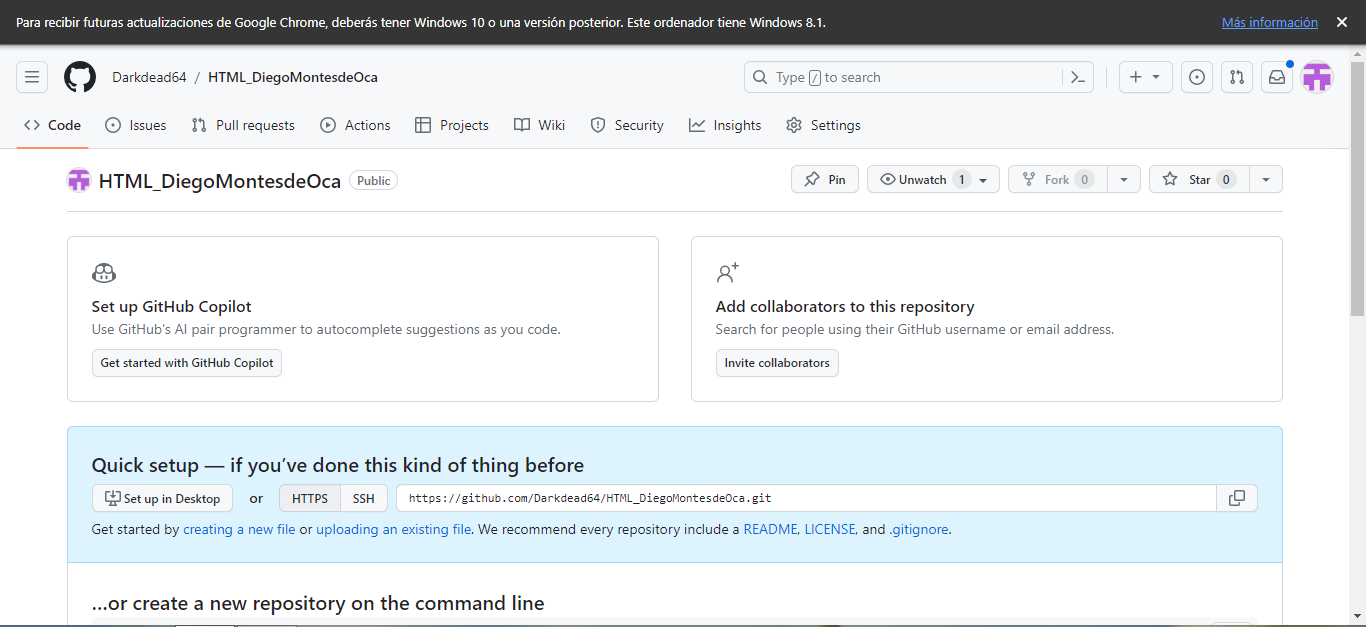 Para recibir futuras actualizaciones de Google Chrome, deberás tener Windows 10 o una versión posterior. Este ordenador tiene Windows 8.1. Más información
Darkdead64 / HTML_DiegoMontesdeOca Type / to search
Code Issues Pull requests Actions Projects Wiki Security Insights Settings
HTML_DiegoMontesdeOca Public Pin Unwatch 1 Fork 0 Star 0
Set up GitHub Copilot
Use GitHub's AI pair programmer to autocomplete suggestions as you code.
Get started with GitHub Copilot
Add collaborators to this repository
Search for people using their GitHub username or email address.
Invite collaborators
Quick setup — if you’ve done this kind of thing before
Set up in Desktop or HTTPS SSH https://github.com/Darkdead64/HTML_DiegoMontesdeOca.git
Get started by creating a new file or uploading an existing file. We recommend every repository include a README, LICENSE, and .gitignore.
…or create a new repository on the command line